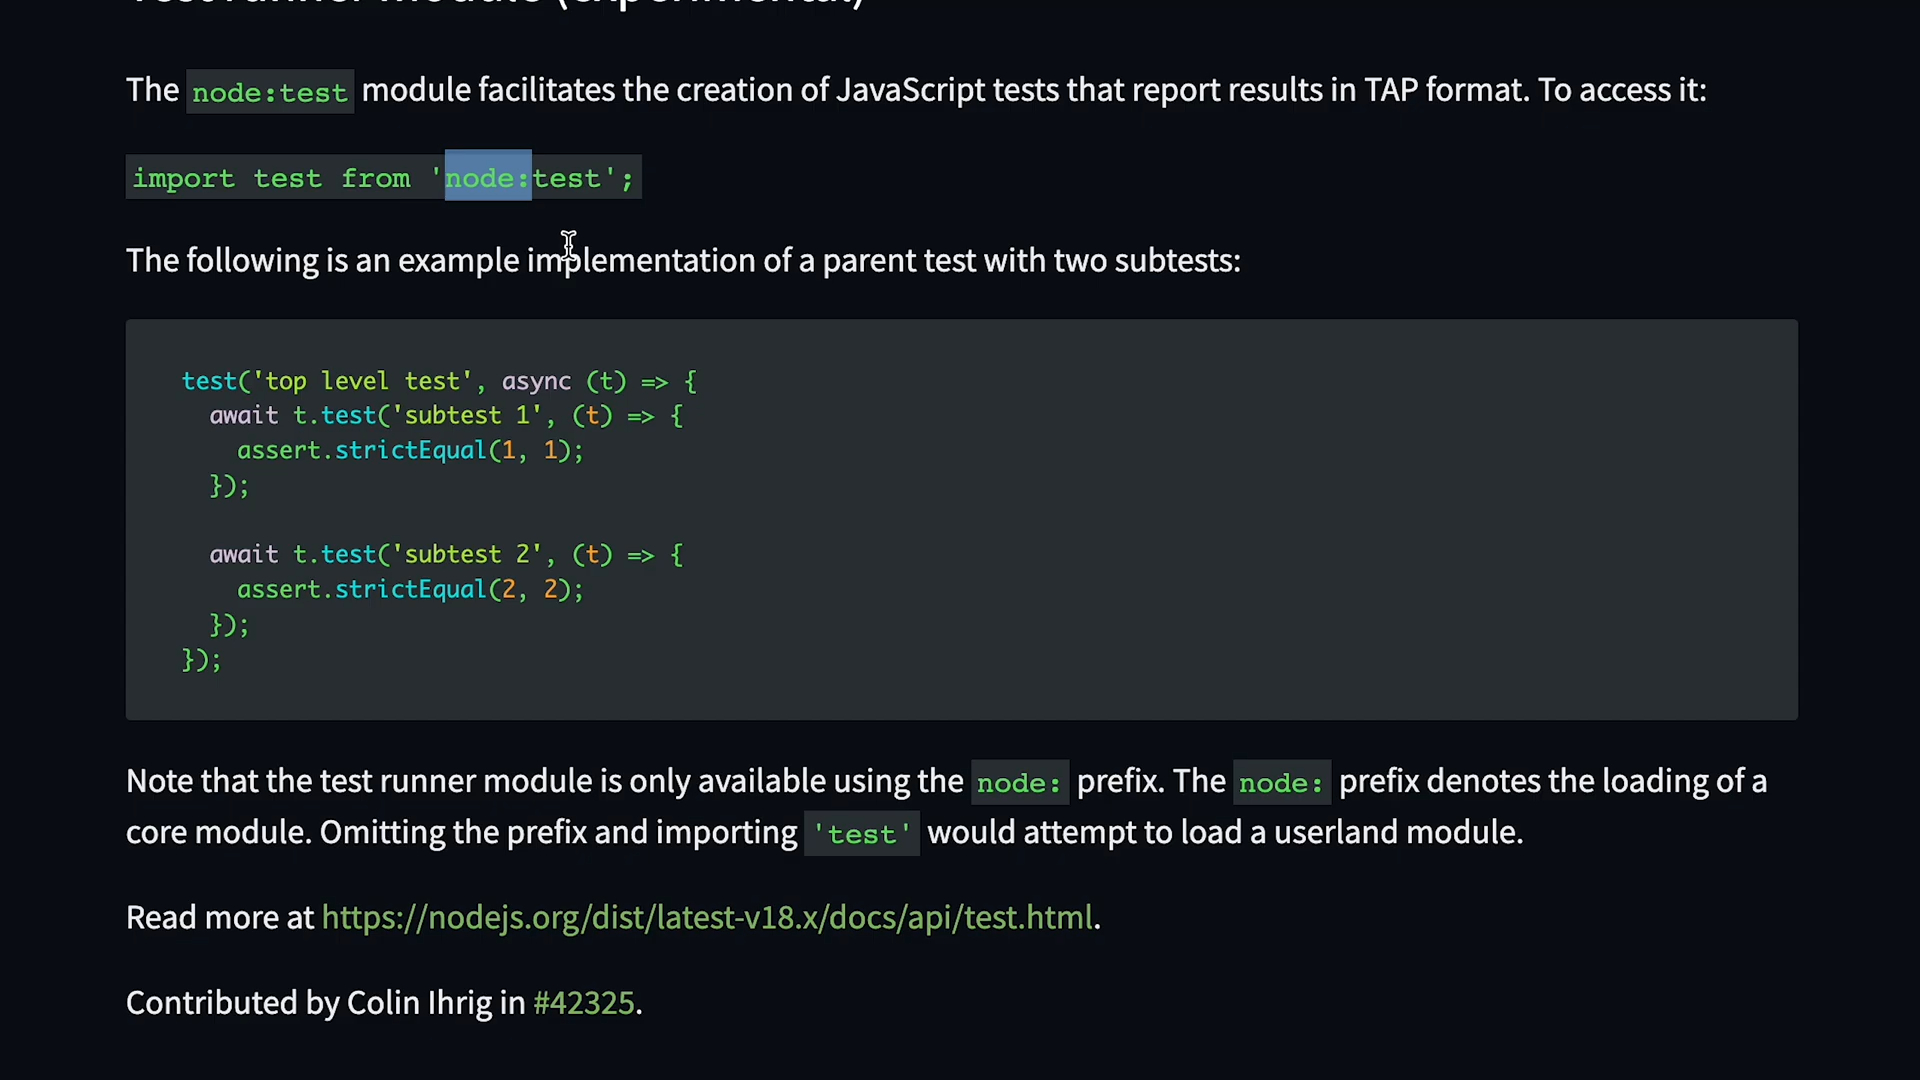 Test runner module (experimental)
The node:test module facilitates the creation of JavaScript tests that report results in TAP format. To access it:
import test from 'node:test';
The following is an example implementation of a parent test with two subtests:
test('top level test', async (t) => {
  await t.test('subtest 1', (t) => {
    assert.strictEqual(1, 1);
  });

  await t.test('subtest 2', (t) => {
    assert.strictEqual(2, 2);
  });
});
Note that the test runner module is only available using the node: prefix. The node: prefix denotes the loading of a
core module. Omitting the prefix and importing 'test' would attempt to load a userland module.
Read more at https://nodejs.org/dist/latest-v18.x/docs/api/test.html.
Contributed by Colin Ihrig in #42325.